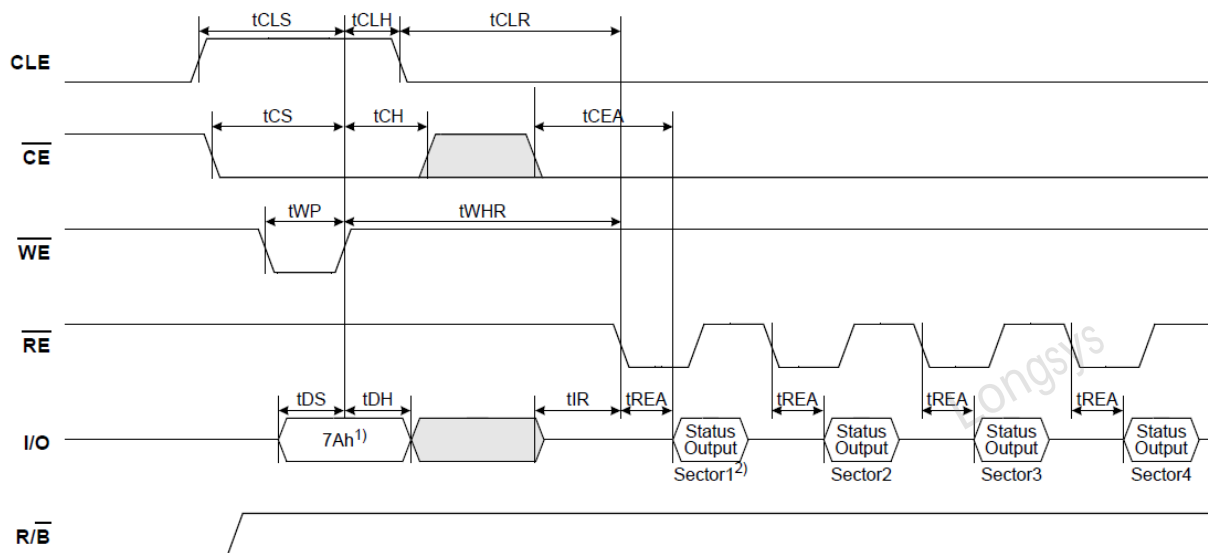 tCLS tCLH tCLR
CLE
tCS tCH tCEA
CE
tWP tWHR
WE
RE
Longsys
tDS tDH tIR tREA tREA tREA tREA
I/O 7Ah1) Status Output Status Output Status Output Status Output
Sector12) Sector2 Sector3 Sector4
R/B